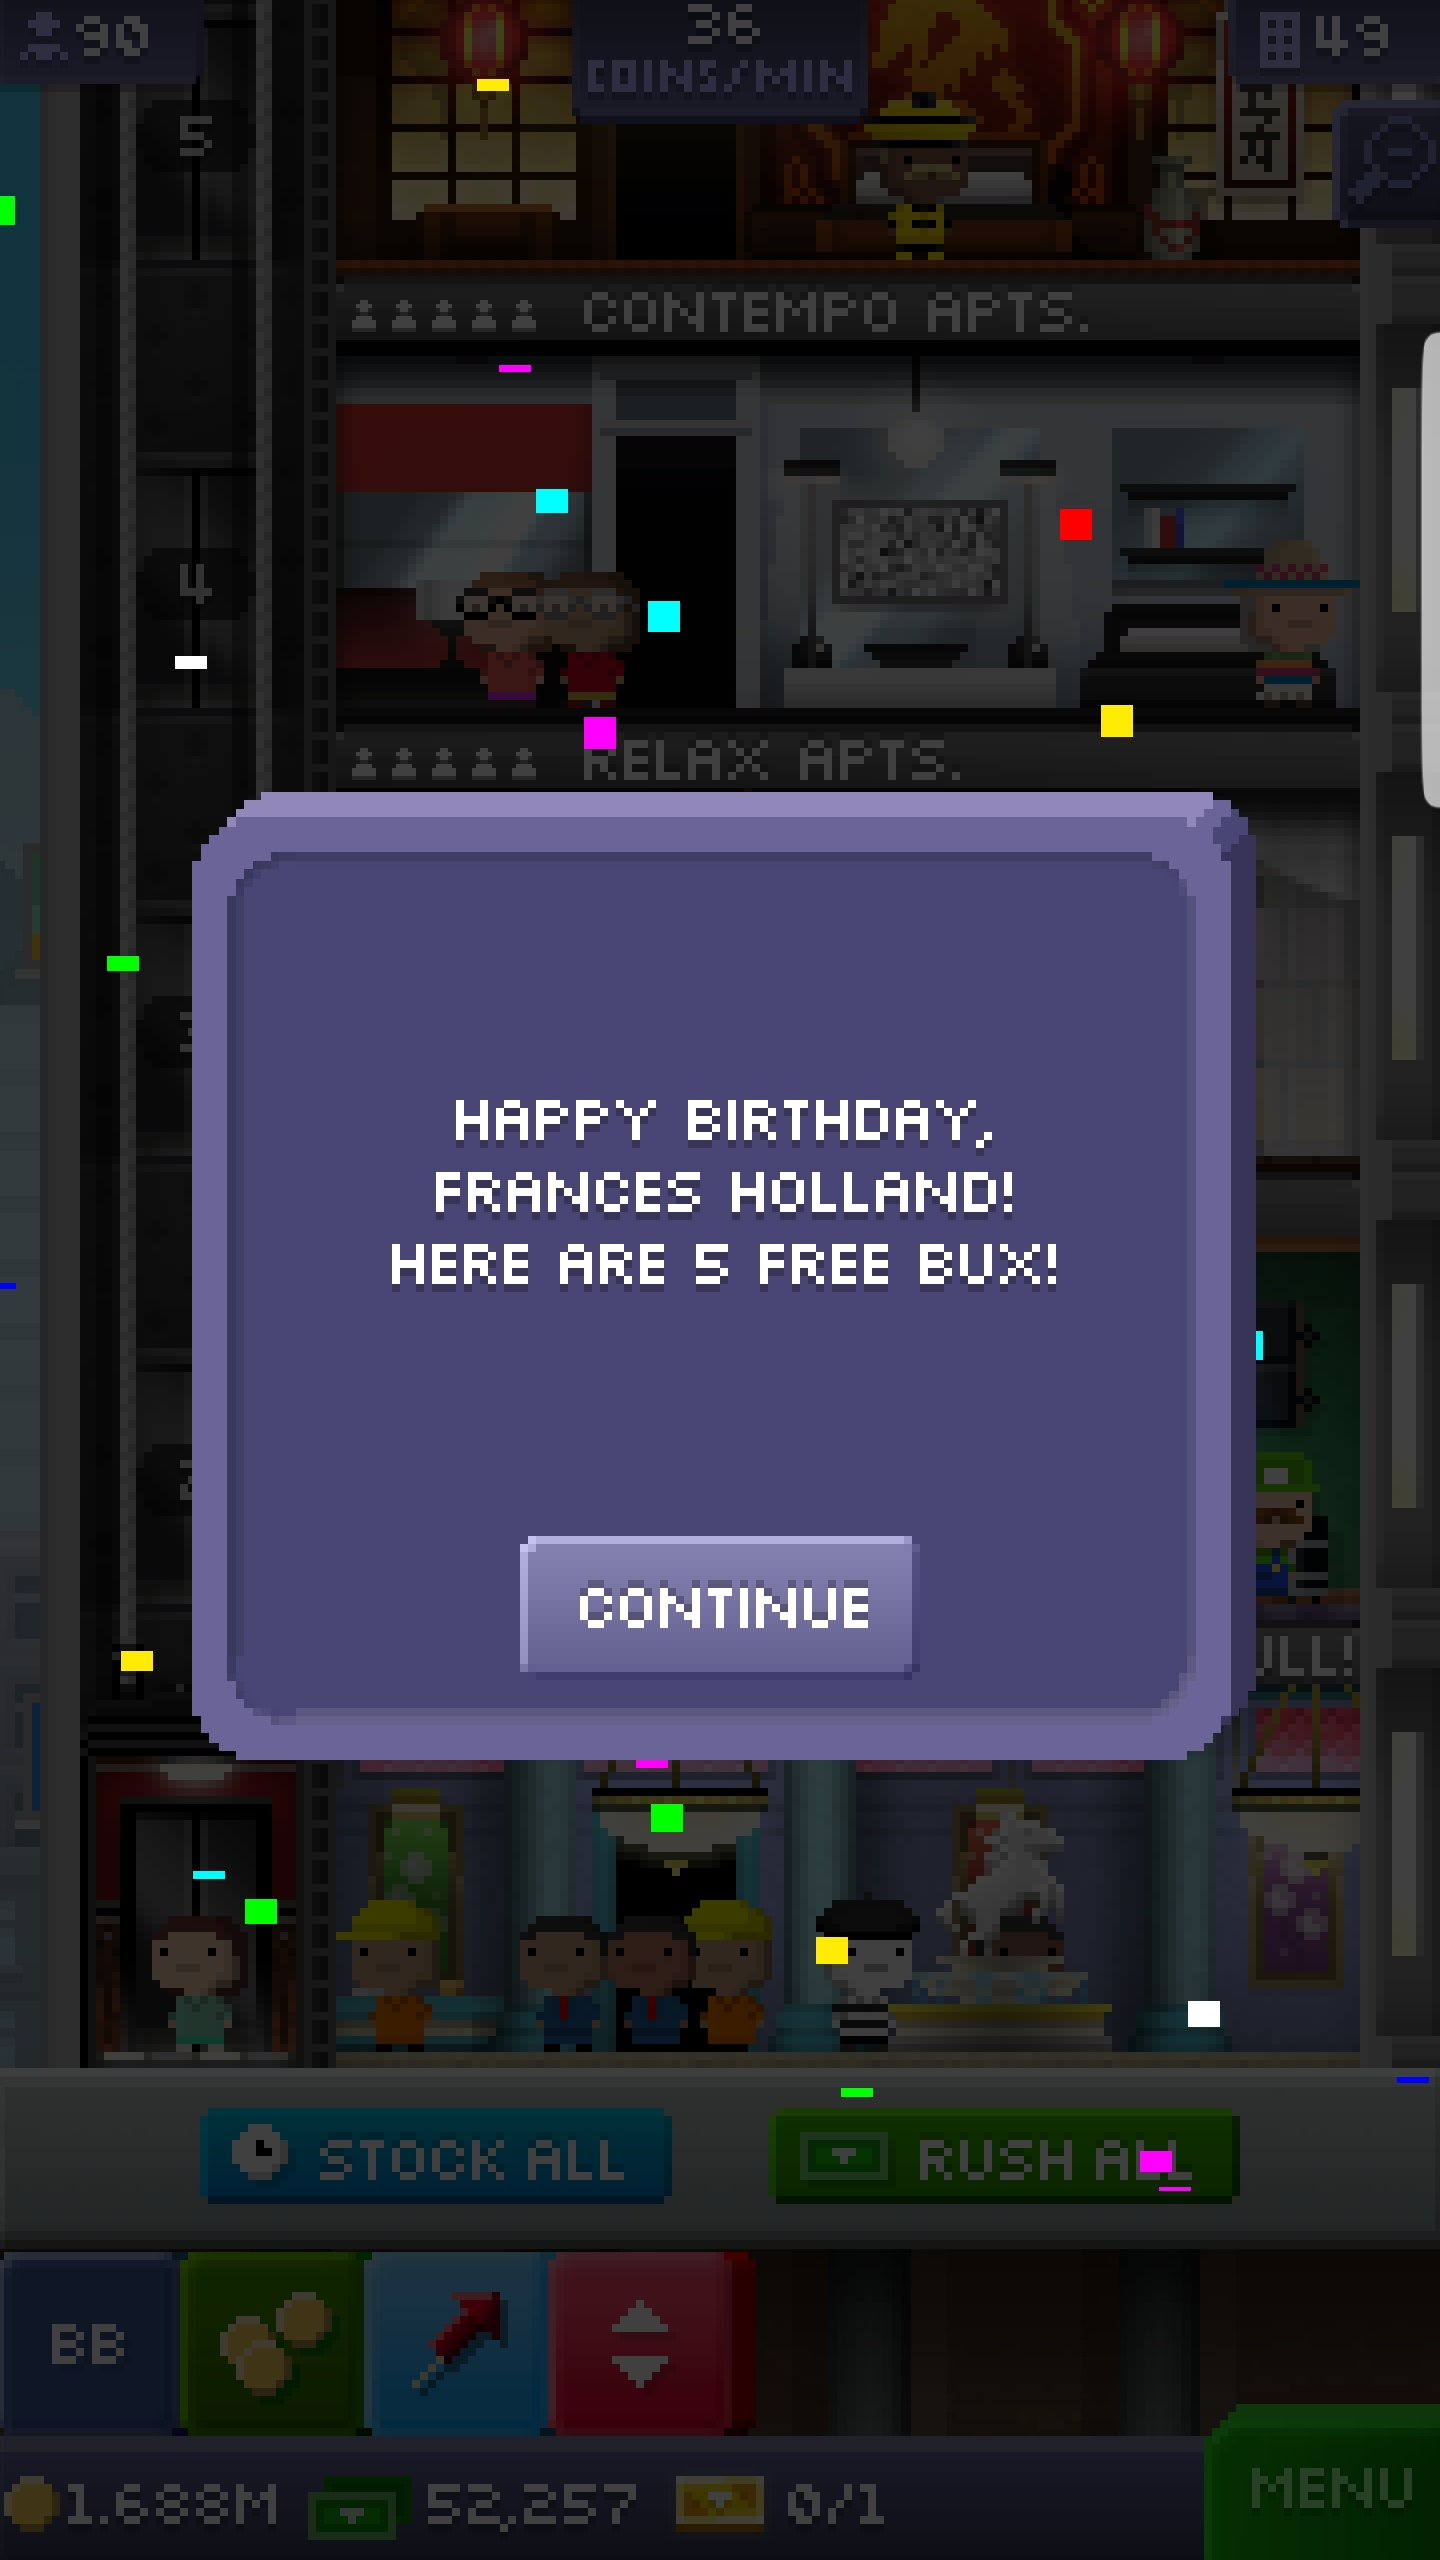 90
36
COINS/MIN
49
5
CONTEMPO APTS.
4
RELAX APTS.
HAPPY BIRTHDAY,
FRANCES HOLLAND!
HERE ARE 5 FREE BUX!
CONTINUE
STOCK ALL
RUSH ALL
BB
1.688M
52,257
0/1
MENU